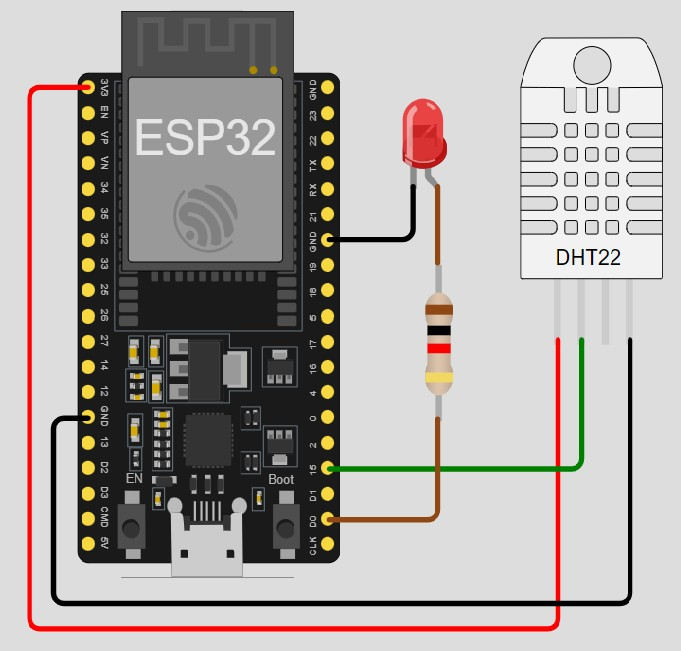 ESP32
3V3
EN
VP
VN
34
35
32
33
25
26
27
14
12
GND
13
D2
D3
CMD
5V
GND
23
22
TX
RX
21
GND
19
18
5
17
16
4
0
2
15
D1
D0
CLK
EN
Boot
DHT22